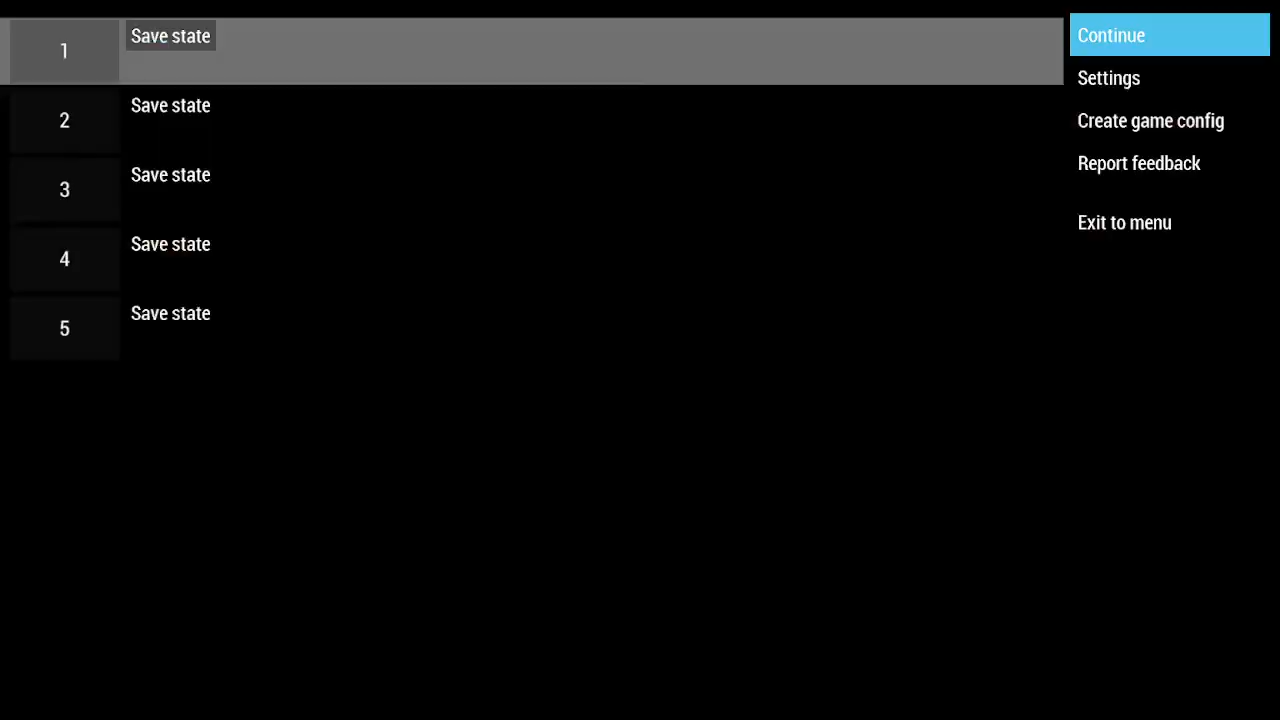 1
Save state
2
Save state
3
Save state
4
Save state
5
Save state
Continue
Settings
Create game config
Report feedback
Exit to menu